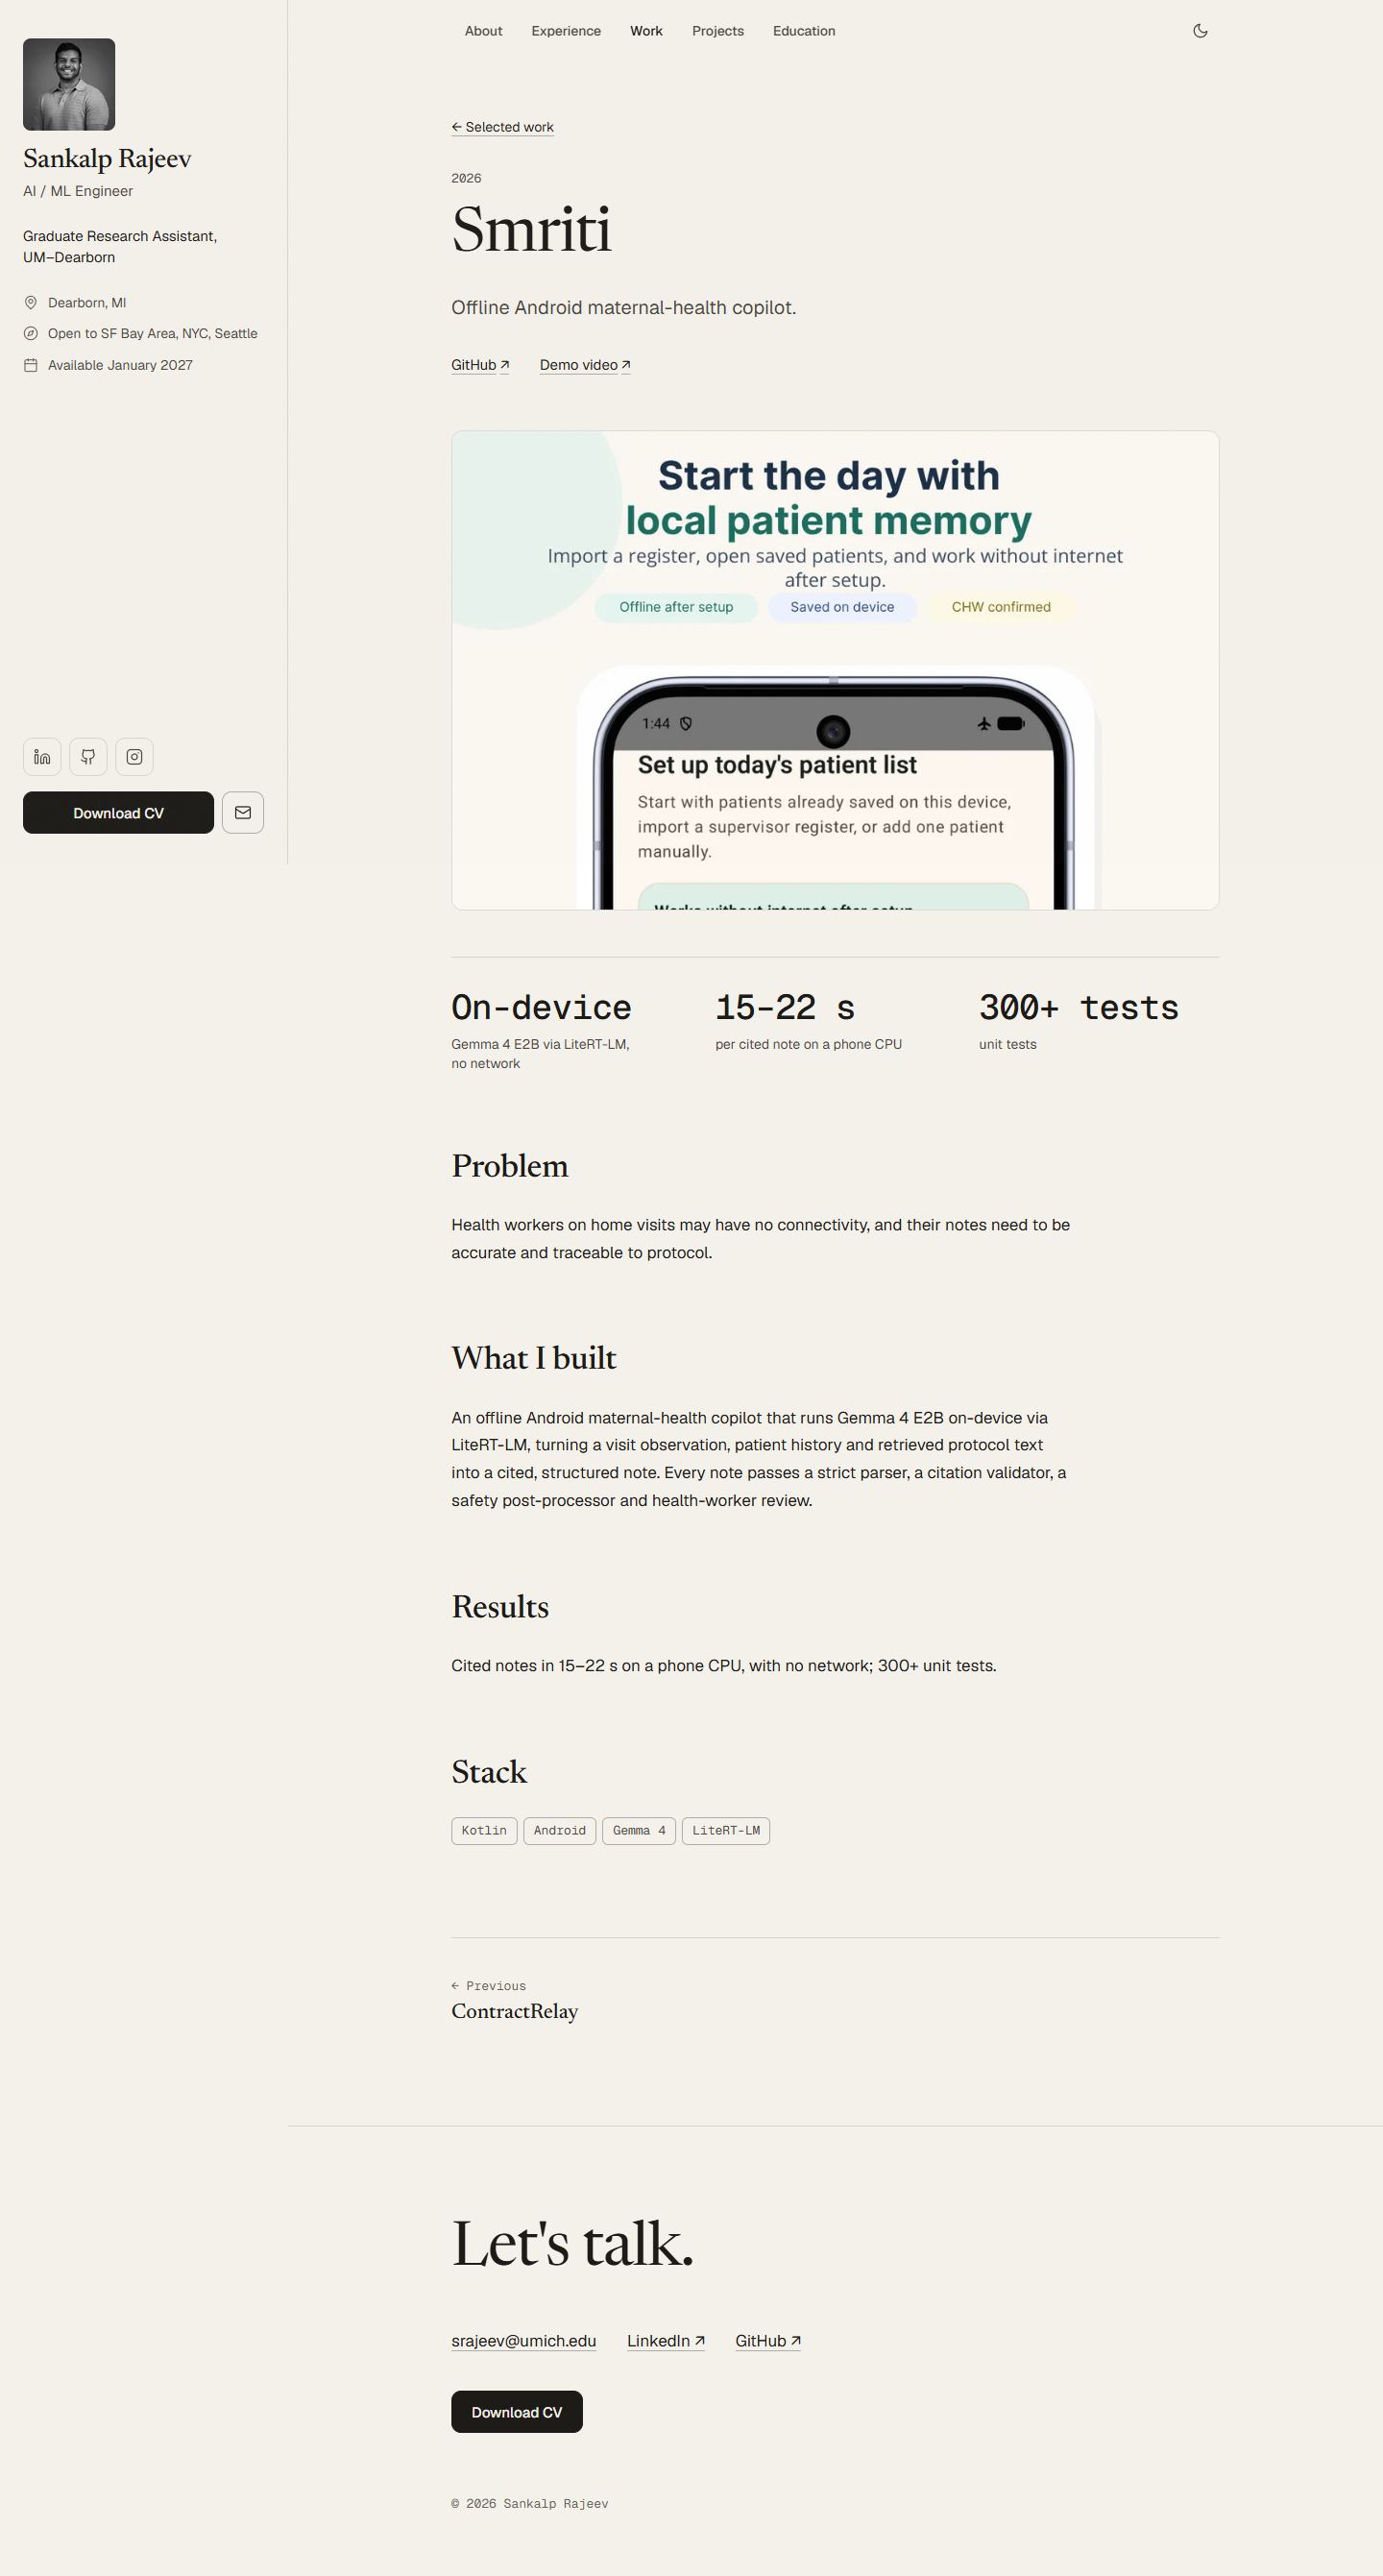 Sankalp Rajeev
AI / ML Engineer
Graduate Research Assistant,
UM–Dearborn
Dearborn, MI
Open to SF Bay Area, NYC, Seattle
Available January 2027
Download CV
About Experience Work Projects Education
← Selected work
2026
Smriti
Offline Android maternal-health copilot.
GitHub ↗ Demo video ↗
Start the day with
local patient memory
Import a register, open saved patients, and work without internet
after setup.
Offline after setup Saved on device CHW confirmed
1:44
Set up today's patient list
Start with patients already saved on this device,
import a supervisor register, or add one patient
manually.
Works without internet after setup
On-device 15–22 s 300+ tests
Gemma 4 E2B via LiteRT-LM, per cited note on a phone CPU unit tests
no network
Problem
Health workers on home visits may have no connectivity, and their notes need to be
accurate and traceable to protocol.
What I built
An offline Android maternal-health copilot that runs Gemma 4 E2B on-device via
LiteRT-LM, turning a visit observation, patient history and retrieved protocol text
into a cited, structured note. Every note passes a strict parser, a citation validator, a
safety post-processor and health-worker review.
Results
Cited notes in 15–22 s on a phone CPU, with no network; 300+ unit tests.
Stack
Kotlin Android Gemma 4 LiteRT-LM
← Previous
ContractRelay
Let's talk.
srajeev@umich.edu LinkedIn ↗ GitHub ↗
Download CV
© 2026 Sankalp Rajeev